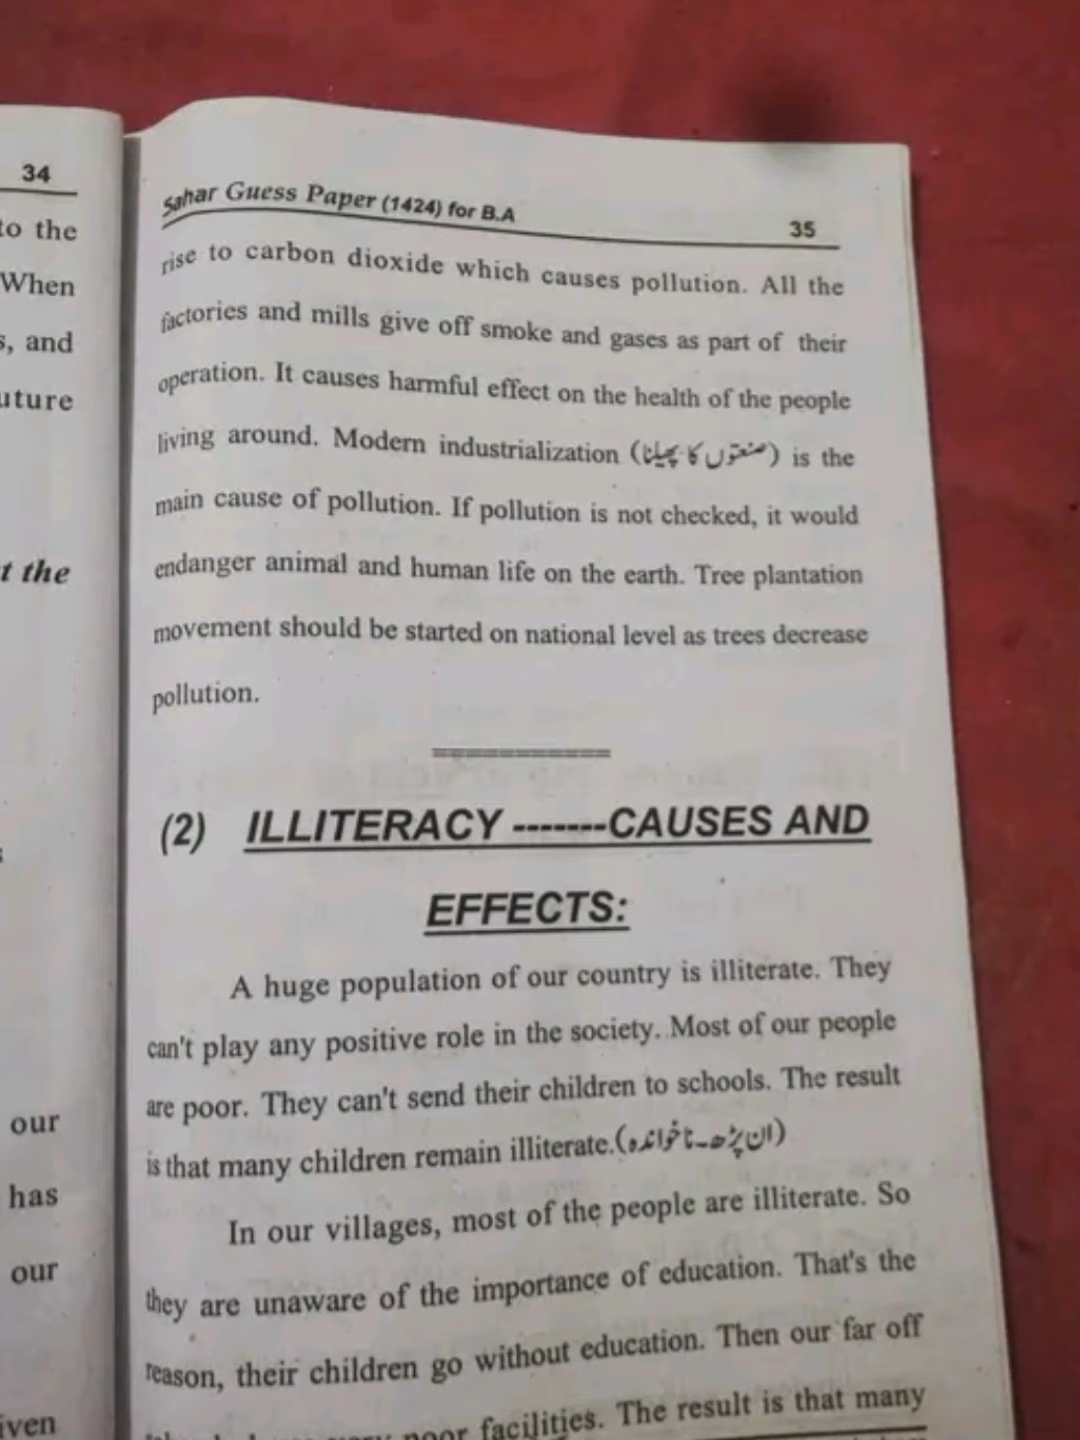 34
to the
When
s, and
uture
t the
our
has
our
iven
Sahar Guess Paper (1424) for B.A 35
rise to carbon dioxide which causes pollution. All the
factories and mills give off smoke and gases as part of their
operation. It causes harmful effect on the health of the people
living around. Modern industrialization (صنعتوں کا پھیلنا) is the
main cause of pollution. If pollution is not checked, it would
endanger animal and human life on the earth. Tree plantation
movement should be started on national level as trees decrease
pollution.
============
(2) ILLITERACY -------CAUSES AND
EFFECTS:
A huge population of our country is illiterate. They
can't play any positive role in the society. Most of our people
are poor. They can't send their children to schools. The result
is that many children remain illiterate.(ان پڑھ۔نا خواندہ)
In our villages, most of the people are illiterate. So
they are unaware of the importance of education. That's the
reason, their children go without education. Then our far off
poor facilities. The result is that many